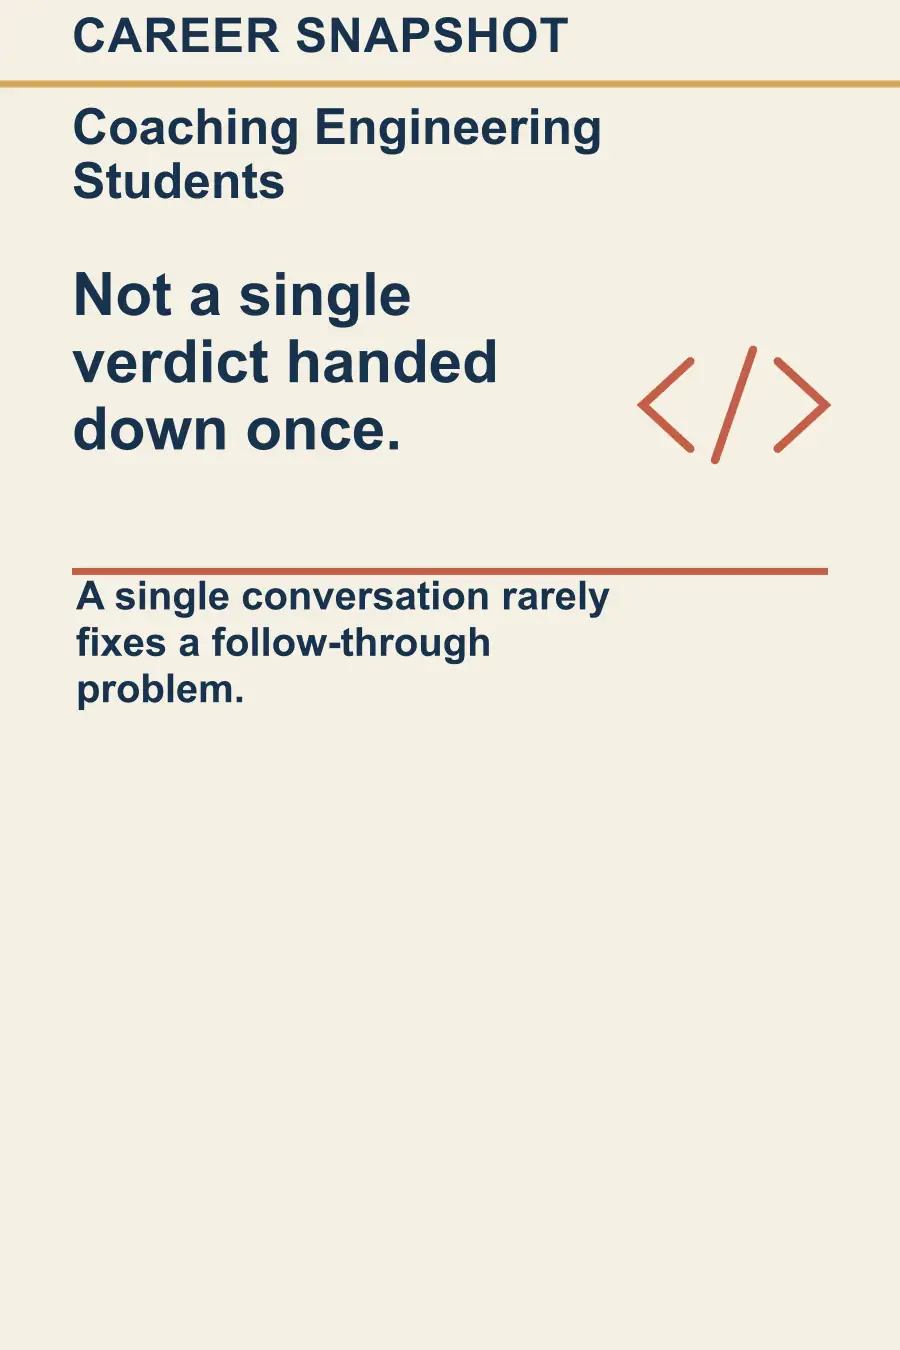 CAREER SNAPSHOT
Coaching Engineering
Students
Not a single
verdict handed
down once.
</>
A single conversation rarely
fixes a follow-through
problem.